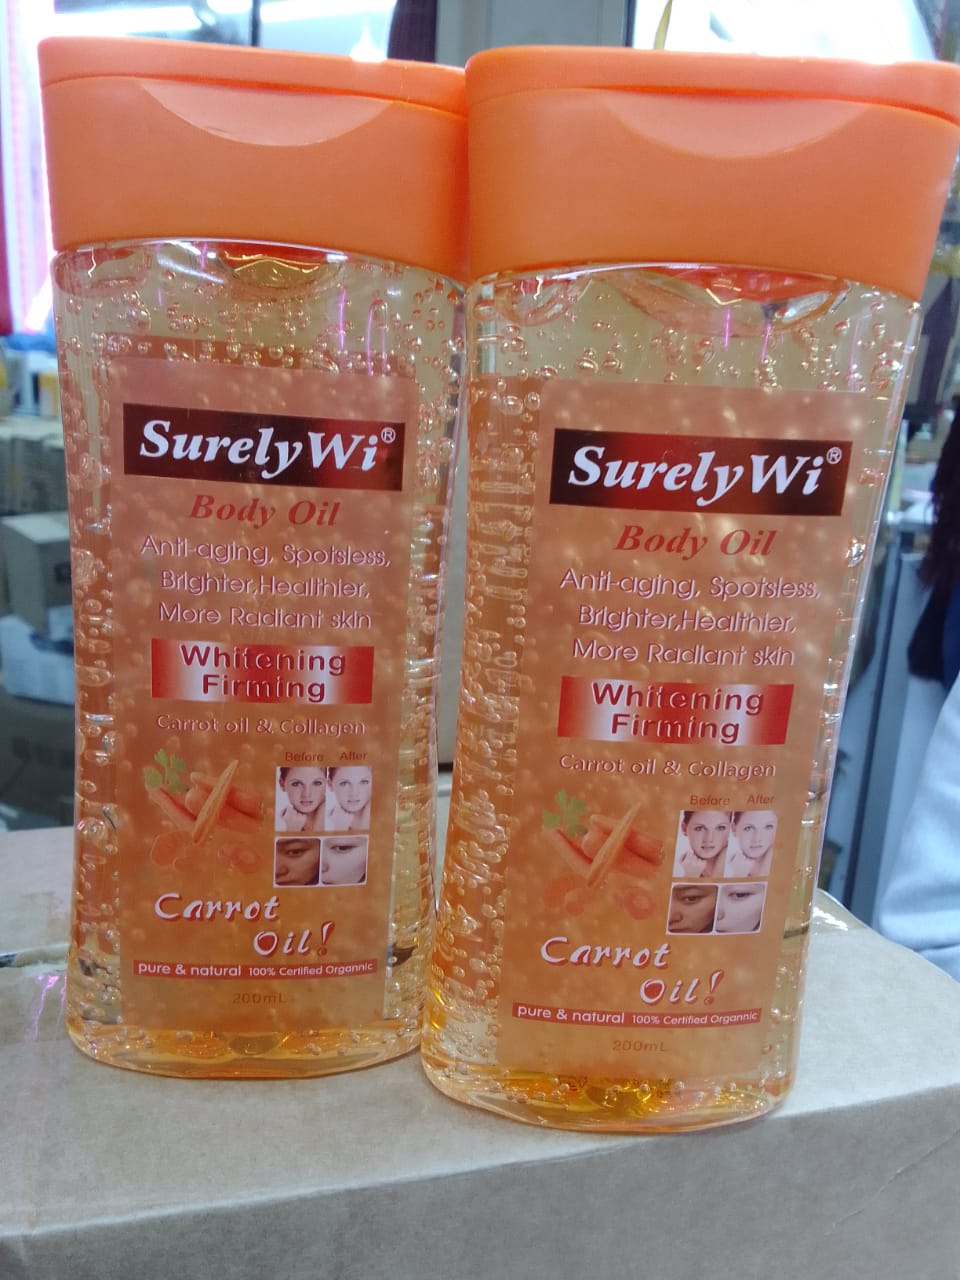 SurelyWi®
Body Oil
Anti-aging, Spotsless,
Brighter,Healthier,
More Radiant skin
Whitening
Firming
Carrot oil & Collagen
Before After
Carrot
Oil!
pure & natural 100% Certified Organnic
200mL
SurelyWi®
Body Oil
Anti-aging, Spotsless,
Brighter,Healthier,
More Radiant skin
Whitening
Firming
Carrot oil & Collagen
Before After
Carrot
Oil!
pure & natural 100% Certified Organnic
200mL